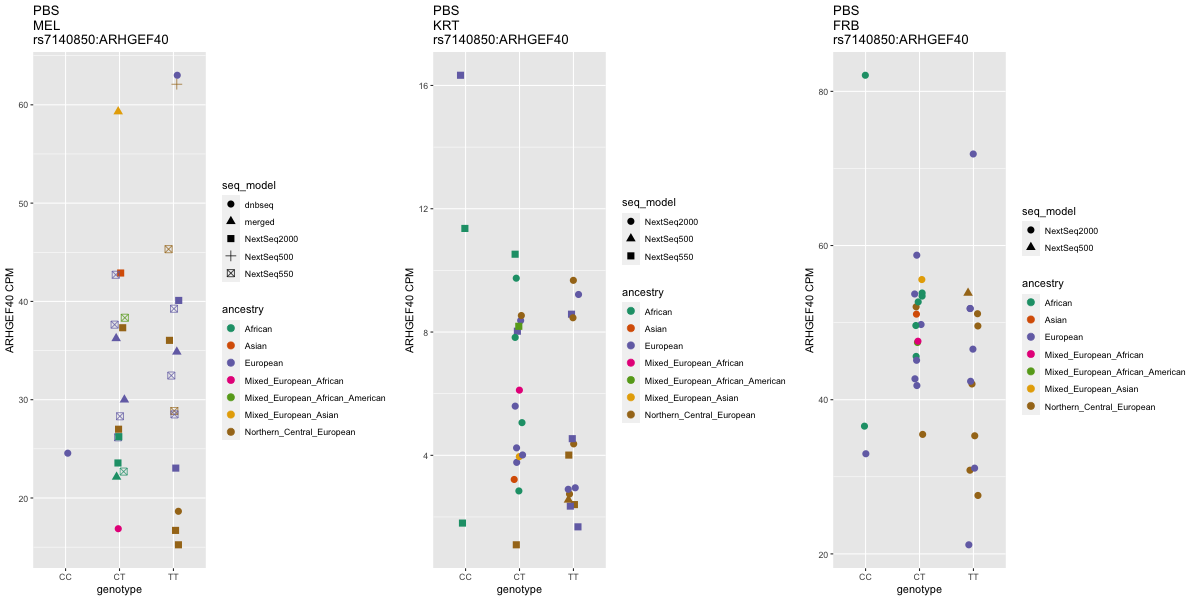 PBS
MEL
rs7140850:ARHGEF40
ARHGEF40 CPM
60
50
40
30
20
CC
CT
TT
genotype
seq_model
dnbseq
merged
NextSeq2000
NextSeq500
NextSeq550
ancestry
African
Asian
European
Mixed_European_African
Mixed_European_African_American
Mixed_European_Asian
Northern_Central_European
PBS
KRT
rs7140850:ARHGEF40
ARHGEF40 CPM
16
12
8
4
CC
CT
TT
genotype
seq_model
NextSeq2000
NextSeq500
NextSeq550
ancestry
African
Asian
European
Mixed_European_African
Mixed_European_African_American
Mixed_European_Asian
Northern_Central_European
PBS
FRB
rs7140850:ARHGEF40
ARHGEF40 CPM
80
60
40
20
CC
CT
TT
genotype
seq_model
NextSeq2000
NextSeq500
ancestry
African
Asian
European
Mixed_European_African
Mixed_European_African_American
Mixed_European_Asian
Northern_Central_European